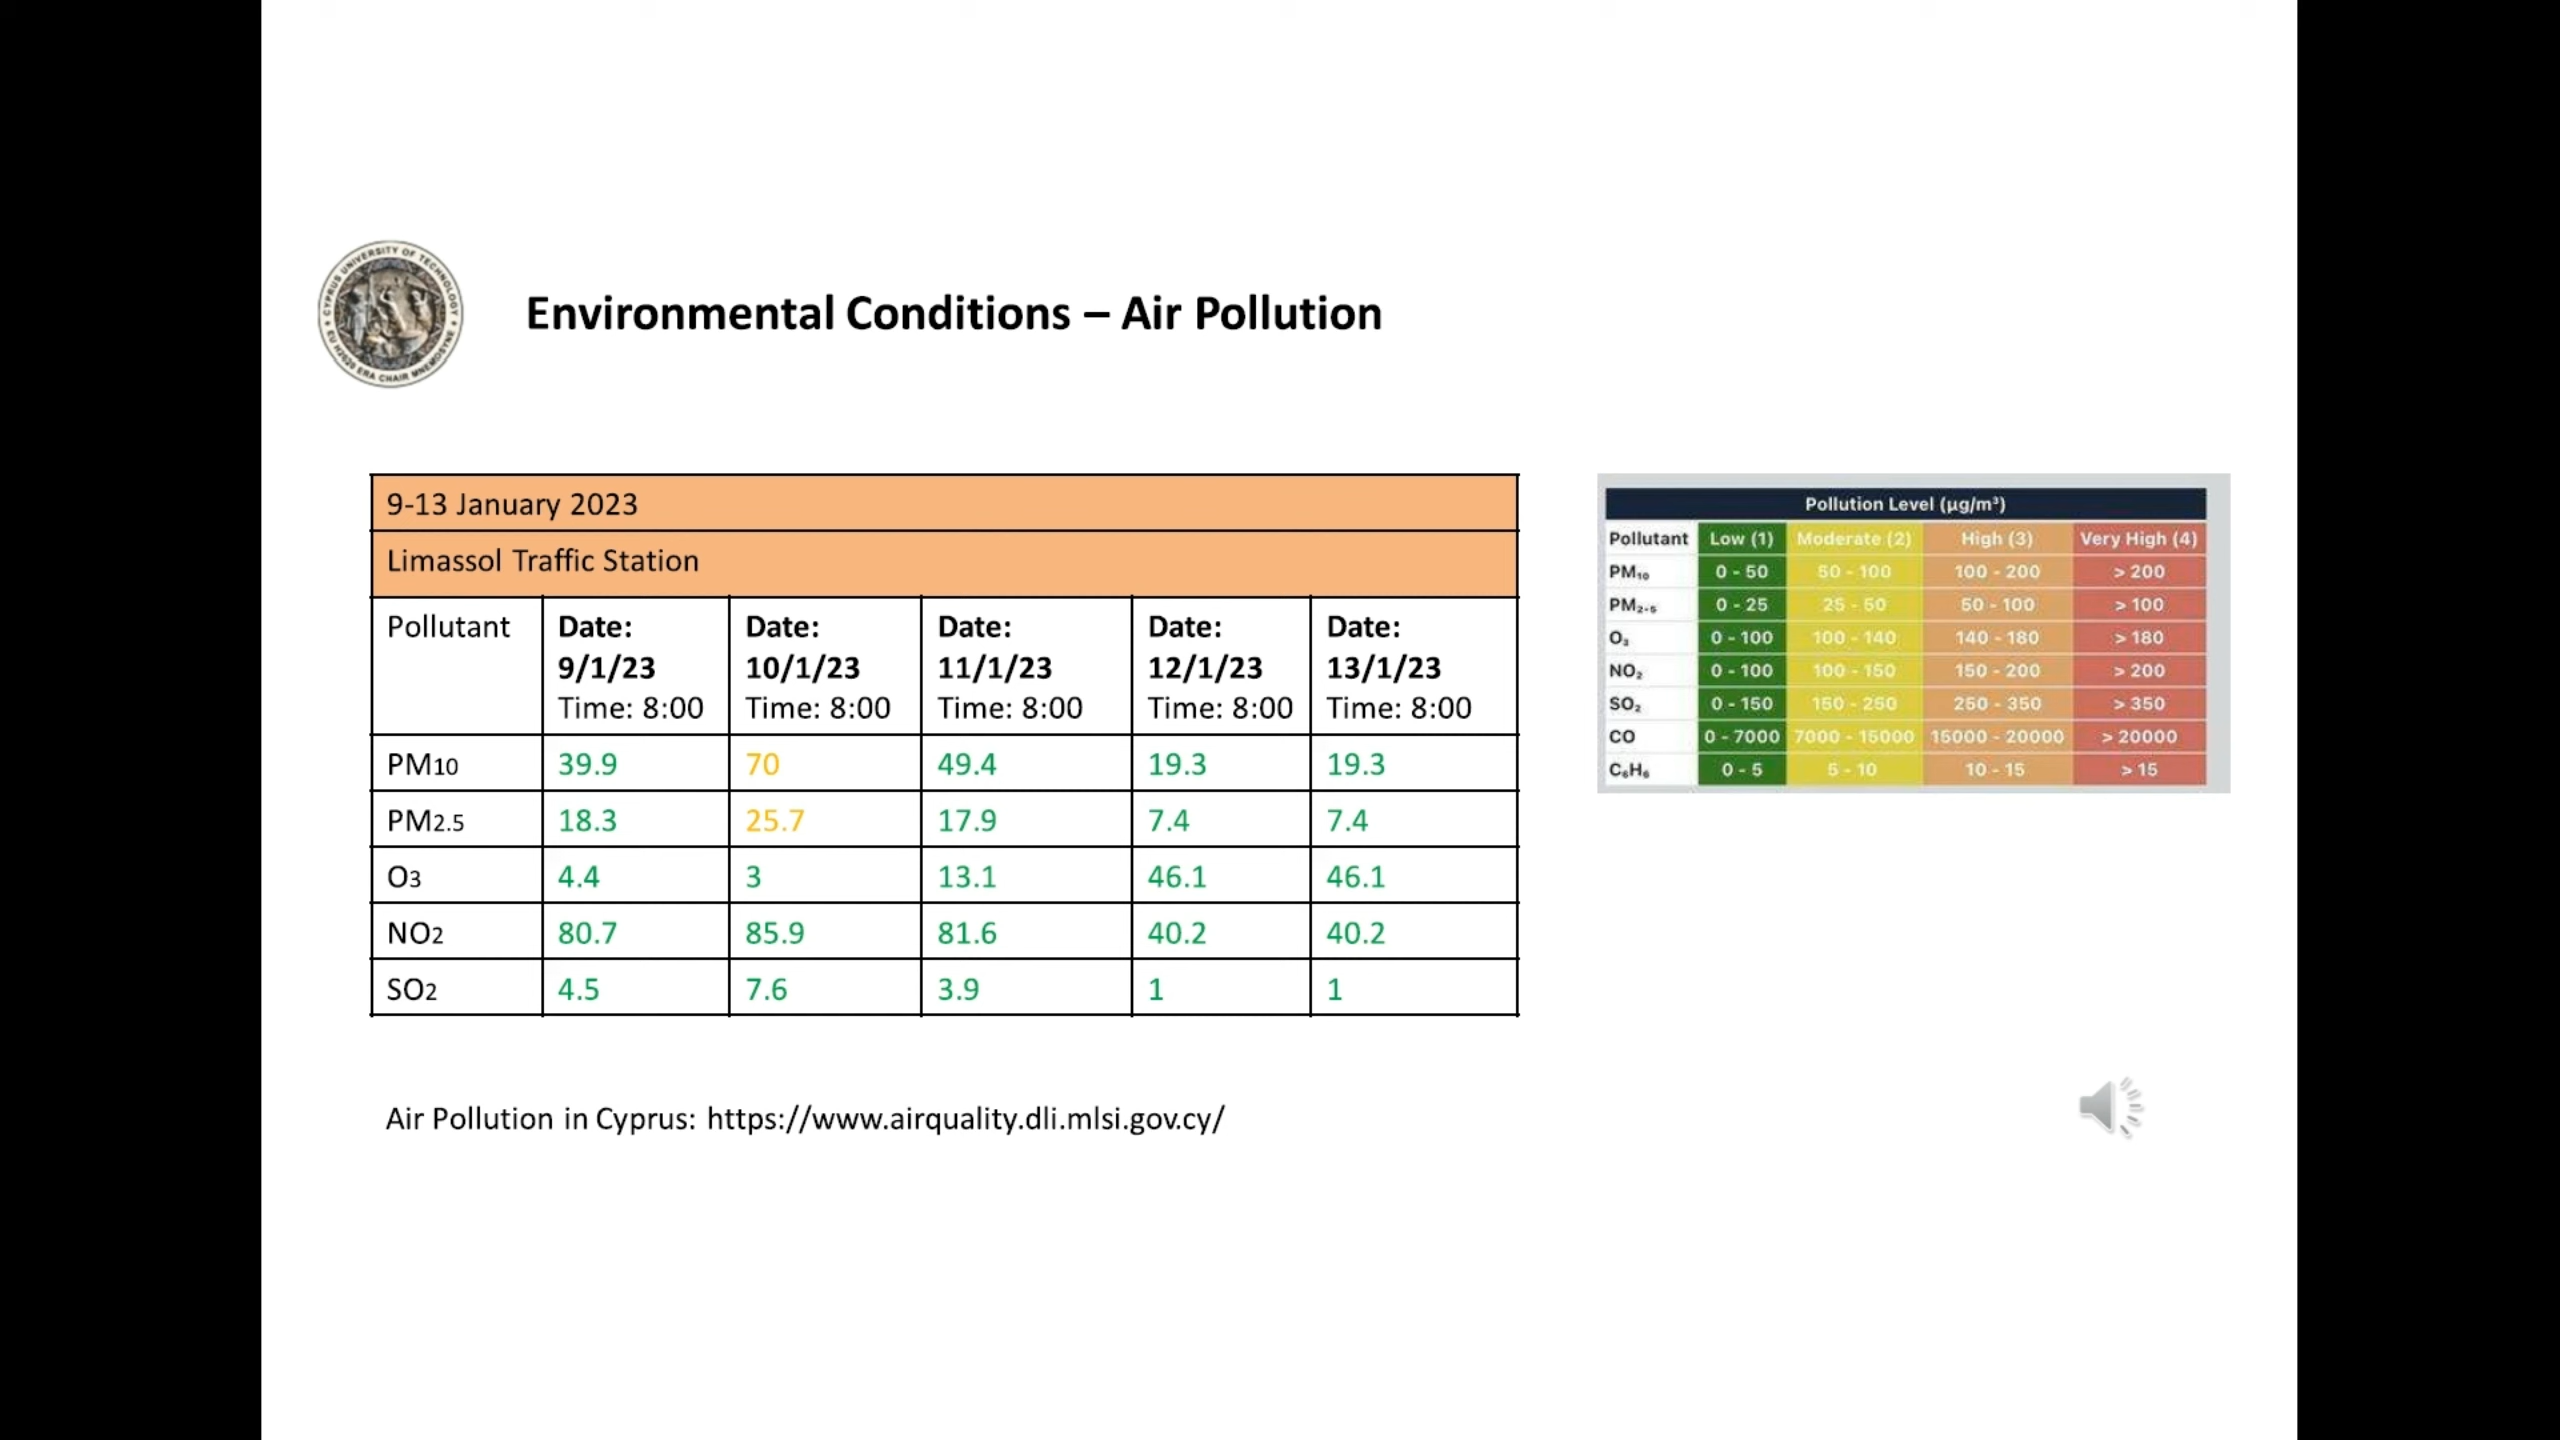 CYPRUS UNIVERSITY OF TECHNOLOGY
EU H2020 ERA CHAIR MNEMOSYNE
Environmental Conditions – Air Pollution
9-13 January 2023
Limassol Traffic Station
Pollutant Date: Date: Date: Date: Date:
9/1/23 10/1/23 11/1/23 12/1/23 13/1/23
Time: 8:00 Time: 8:00 Time: 8:00 Time: 8:00 Time: 8:00
PM10 39.9 70 49.4 19.3 19.3
PM2.5 18.3 25.7 17.9 7.4 7.4
O3 4.4 3 13.1 46.1 46.1
NO2 80.7 85.9 81.6 40.2 40.2
SO2 4.5 7.6 3.9 1 1
Pollution Level (μg/m³)
Pollutant Low (1) Moderate (2) High (3) Very High (4)
PM₁₀ 0 - 50 50 - 100 100 - 200 > 200
PM₂.₅ 0 - 25 25 - 50 50 - 100 > 100
O₃ 0 - 100 100 - 140 140 - 180 > 180
NO₂ 0 - 100 100 - 150 150 - 200 > 200
SO₂ 0 - 150 150 - 250 250 - 350 > 350
CO 0 - 7000 7000 - 15000 15000 - 20000 > 20000
C₆H₆ 0 - 5 5 - 10 10 - 15 > 15
Air Pollution in Cyprus: https://www.airquality.dli.mlsi.gov.cy/